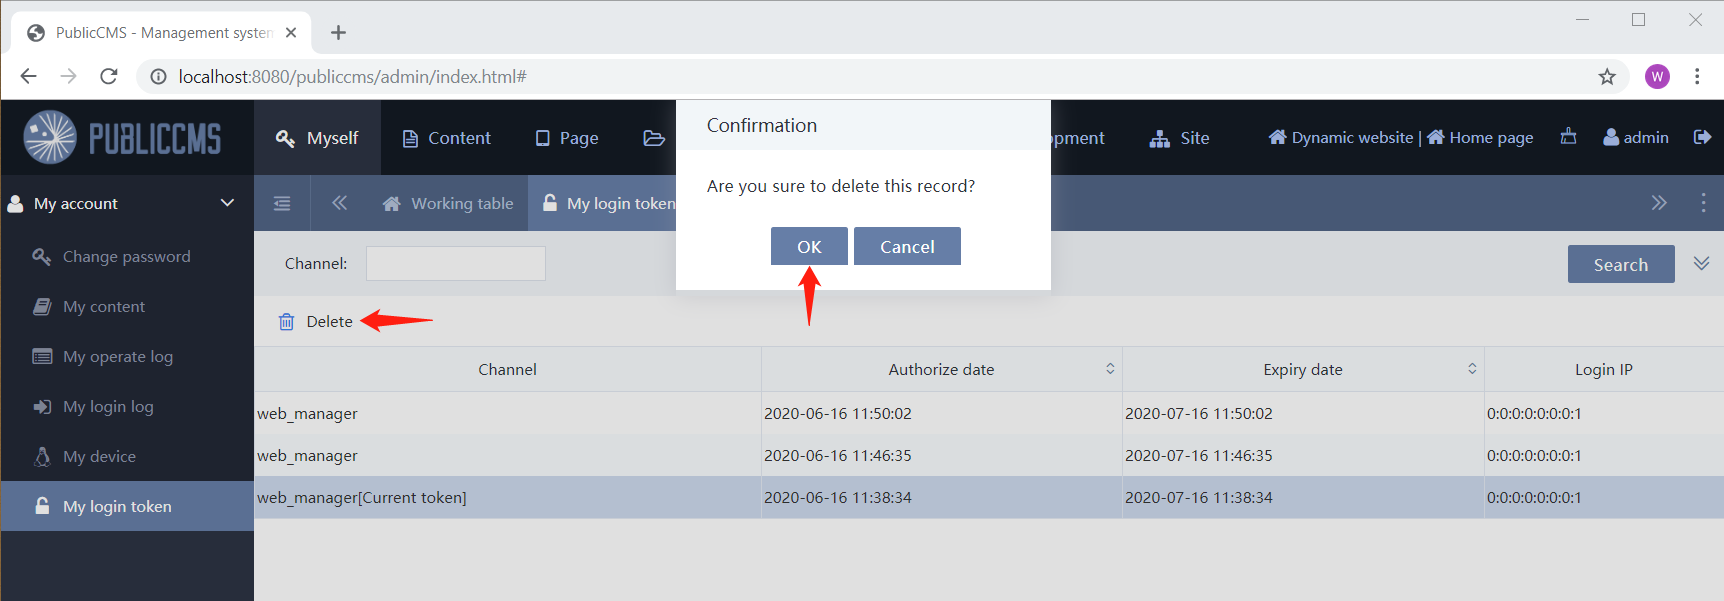 PublicCMS - Management system
localhost:8080/publiccms/admin/index.html#
W
PUBLICCMS
Myself
Content
Page
Site
Dynamic website | Home page
admin
Confirmation
Are you sure to delete this record?
OK Cancel
My account
Working table
My login token
Change password
My content
My operate log
My login log
My device
My login token
Channel:
Search
Delete
Channel Authorize date Expiry date Login IP
web_manager 2020-06-16 11:50:02 2020-07-16 11:50:02 0:0:0:0:0:0:0:1
web_manager 2020-06-16 11:46:35 2020-07-16 11:46:35 0:0:0:0:0:0:0:1
web_manager[Current token] 2020-06-16 11:38:34 2020-07-16 11:38:34 0:0:0:0:0:0:0:1